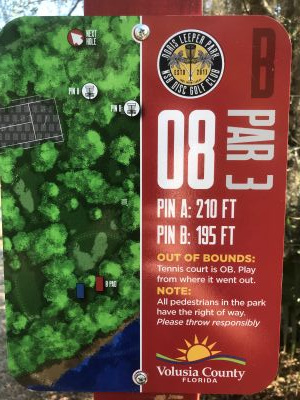 NEXT
HOLE
DORIS LEEPER PARK
ESTD 2013
NSB DISC GOLF CLUB
B
PIN A:
PIN B:
08
PAR 3
PIN A: 210 FT
PIN B: 195 FT
OUT OF BOUNDS:
Tennis court is OB. Play
from where it went out.
NOTE:
All pedestrians in the park
have the right of way.
Please throw responsibly
B PAD
Volusia County
FLORIDA